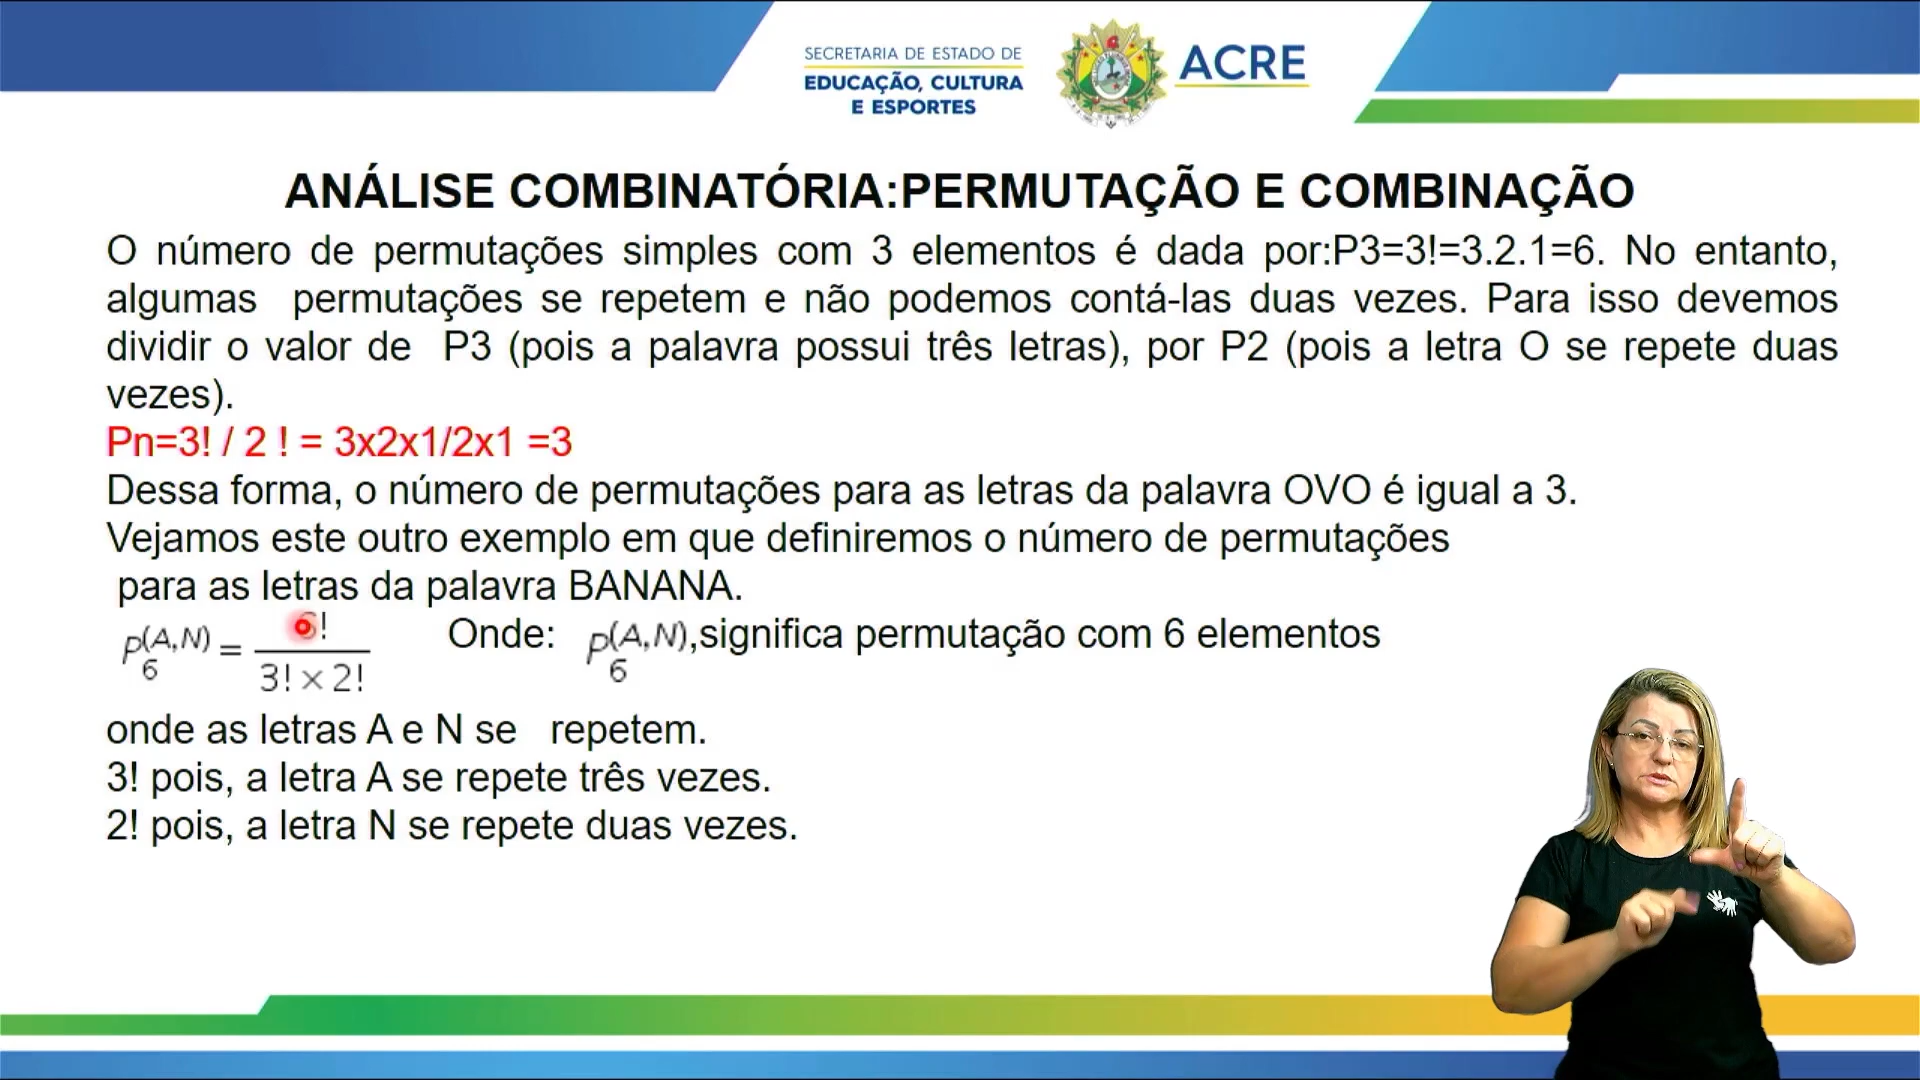 SECRETARIA DE ESTADO DE
EDUCAÇÃO, CULTURA
E ESPORTES
ACRE
ANÁLISE COMBINATÓRIA:PERMUTAÇÃO E COMBINAÇÃO
O número de permutações simples com 3 elementos é dada por:P3=3!=3.2.1=6. No entanto,
algumas permutações se repetem e não podemos contá-las duas vezes. Para isso devemos
dividir o valor de P3 (pois a palavra possui três letras), por P2 (pois a letra O se repete duas
vezes).
Pn=3! / 2 ! = 3x2x1/2x1 =3
Dessa forma, o número de permutações para as letras da palavra OVO é igual a 3.
Vejamos este outro exemplo em que definiremos o número de permutações
para as letras da palavra BANANA.
P6(A,N) = 6! / 3! × 2! Onde: P6(A,N),significa permutação com 6 elementos
onde as letras A e N se repetem.
3! pois, a letra A se repete três vezes.
2! pois, a letra N se repete duas vezes.